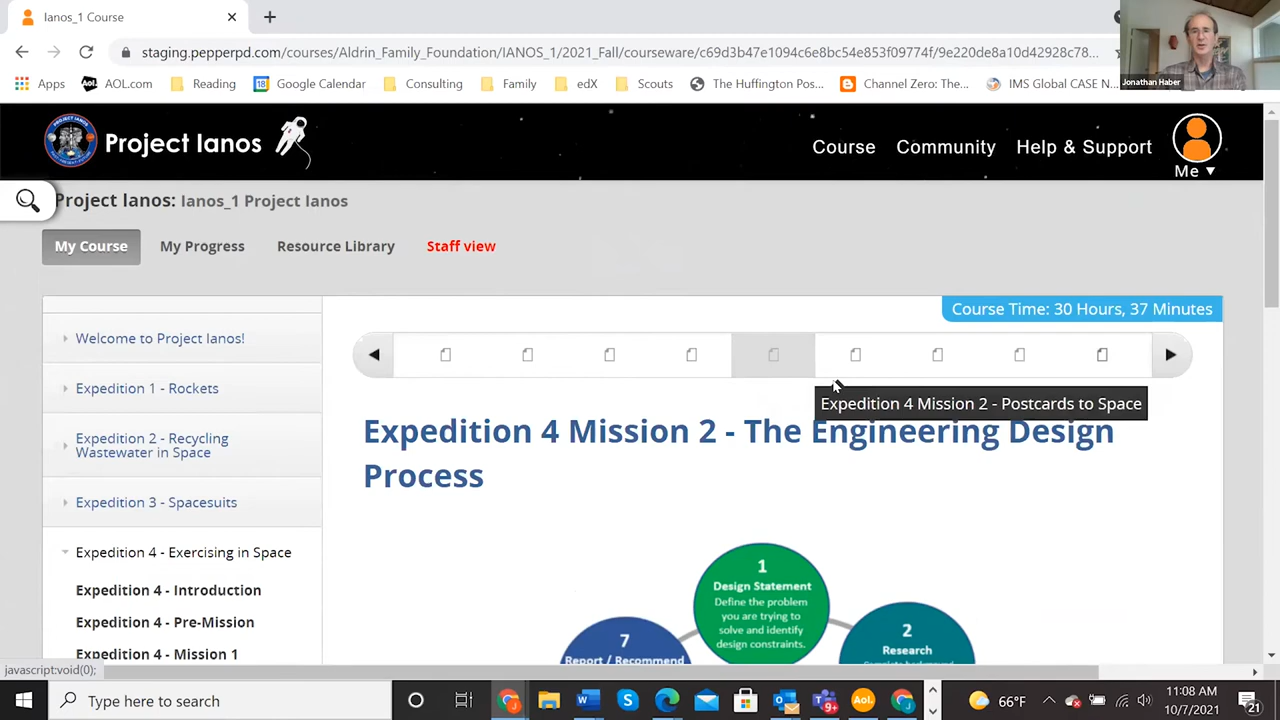 Ianos_1 Course
staging.pepperpd.com/courses/Aldrin_Family_Foundation/IANOS_1/2021_Fall/courseware/c69d3b47e1094c6e8bc54e853f09774f/9e220de8a10d42928c78...
Apps AOL.com Reading Google Calendar Consulting Family edX Scouts The Huffington Pos... Channel Zero: The... IMS Global CASE N...
Jonathan Haber
Project Ianos
Course Community Help & Support
Me
Project Ianos: Ianos_1 Project Ianos
My Course My Progress Resource Library Staff view
Course Time: 30 Hours, 37 Minutes
Welcome to Project Ianos!
Expedition 1 - Rockets
Expedition 2 - Recycling
Wastewater in Space
Expedition 3 - Spacesuits
Expedition 4 - Exercising in Space
Expedition 4 - Introduction
Expedition 4 - Pre-Mission
Expedition 4 - Mission 1
Expedition 4 Mission 2 - Postcards to Space
Expedition 4 Mission 2 - The Engineering Design
Process
1
Design Statement
Define the problem
you are trying to
solve and identify
design constraints.
7
Report / Recommend
2
Research
javascript:void(0);
Type here to search
66°F
11:08 AM
10/7/2021
21